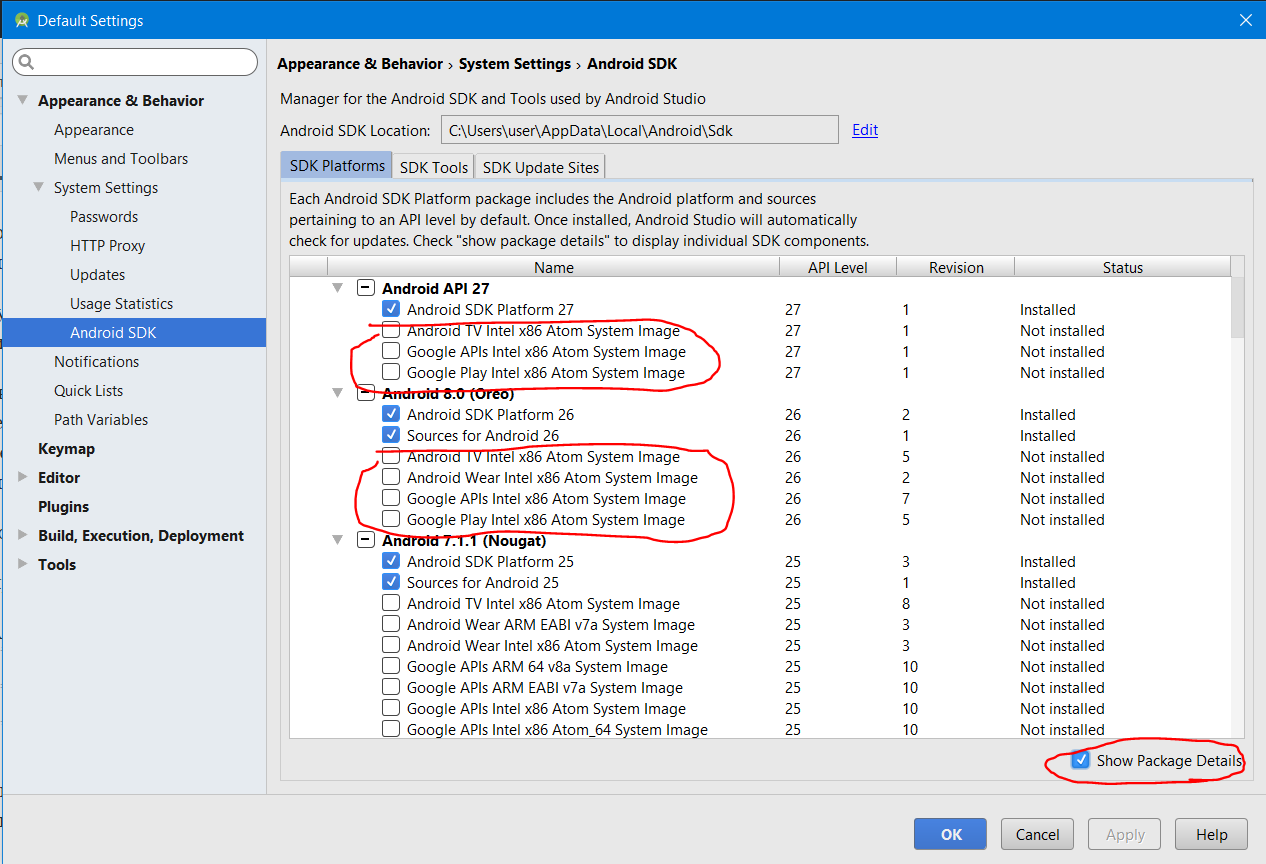 Default Settings
Appearance & Behavior › System Settings › Android SDK
Appearance & Behavior
Appearance
Menus and Toolbars
System Settings
Passwords
HTTP Proxy
Updates
Usage Statistics
Android SDK
Notifications
Quick Lists
Path Variables
Keymap
Editor
Plugins
Build, Execution, Deployment
Tools
Manager for the Android SDK and Tools used by Android Studio
Android SDK Location: C:\Users\user\AppData\Local\Android\Sdk Edit
SDK Platforms SDK Tools SDK Update Sites
Each Android SDK Platform package includes the Android platform and sources
pertaining to an API level by default. Once installed, Android Studio will automatically
check for updates. Check "show package details" to display individual SDK components.
Name API Level Revision Status
Android API 27
Android SDK Platform 27 27 1 Installed
Android TV Intel x86 Atom System Image 27 1 Not installed
Google APIs Intel x86 Atom System Image 27 1 Not installed
Google Play Intel x86 Atom System Image 27 1 Not installed
Android 8.0 (Oreo)
Android SDK Platform 26 26 2 Installed
Sources for Android 26 26 1 Installed
Android TV Intel x86 Atom System Image 26 5 Not installed
Android Wear Intel x86 Atom System Image 26 2 Not installed
Google APIs Intel x86 Atom System Image 26 7 Not installed
Google Play Intel x86 Atom System Image 26 5 Not installed
Android 7.1.1 (Nougat)
Android SDK Platform 25 25 3 Installed
Sources for Android 25 25 1 Installed
Android TV Intel x86 Atom System Image 25 8 Not installed
Android Wear ARM EABI v7a System Image 25 3 Not installed
Android Wear Intel x86 Atom System Image 25 3 Not installed
Google APIs ARM 64 v8a System Image 25 10 Not installed
Google APIs ARM EABI v7a System Image 25 10 Not installed
Google APIs Intel x86 Atom System Image 25 10 Not installed
Google APIs Intel x86 Atom_64 System Image 25 10 Not installed
Show Package Details
OK Cancel Apply Help